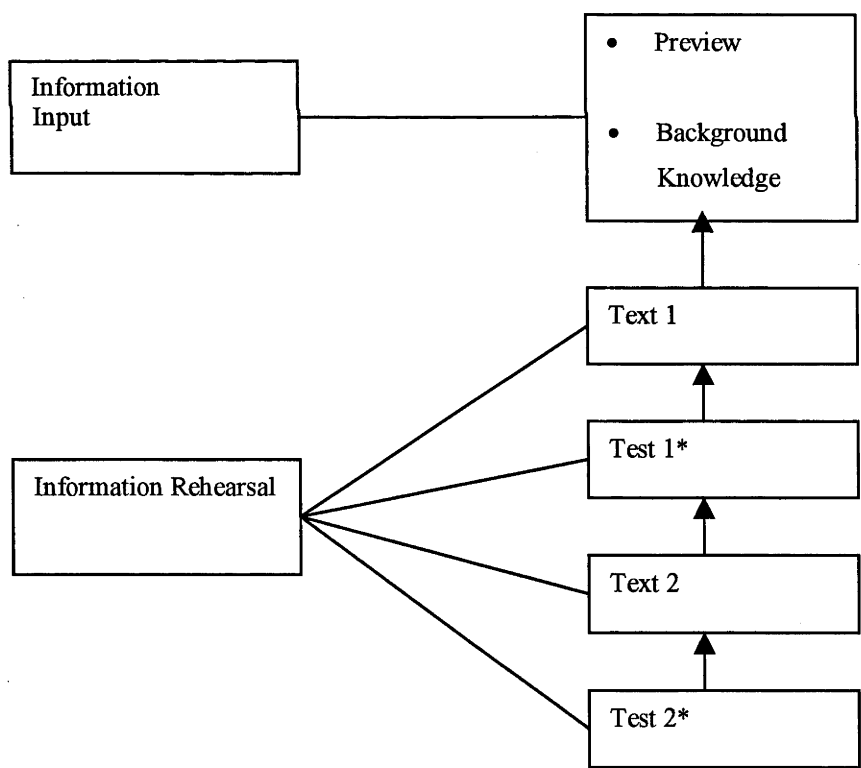 • Preview
Information
Input
• Background
Knowledge
Text 1
Test 1*
Information Rehearsal
Text 2
Test 2*